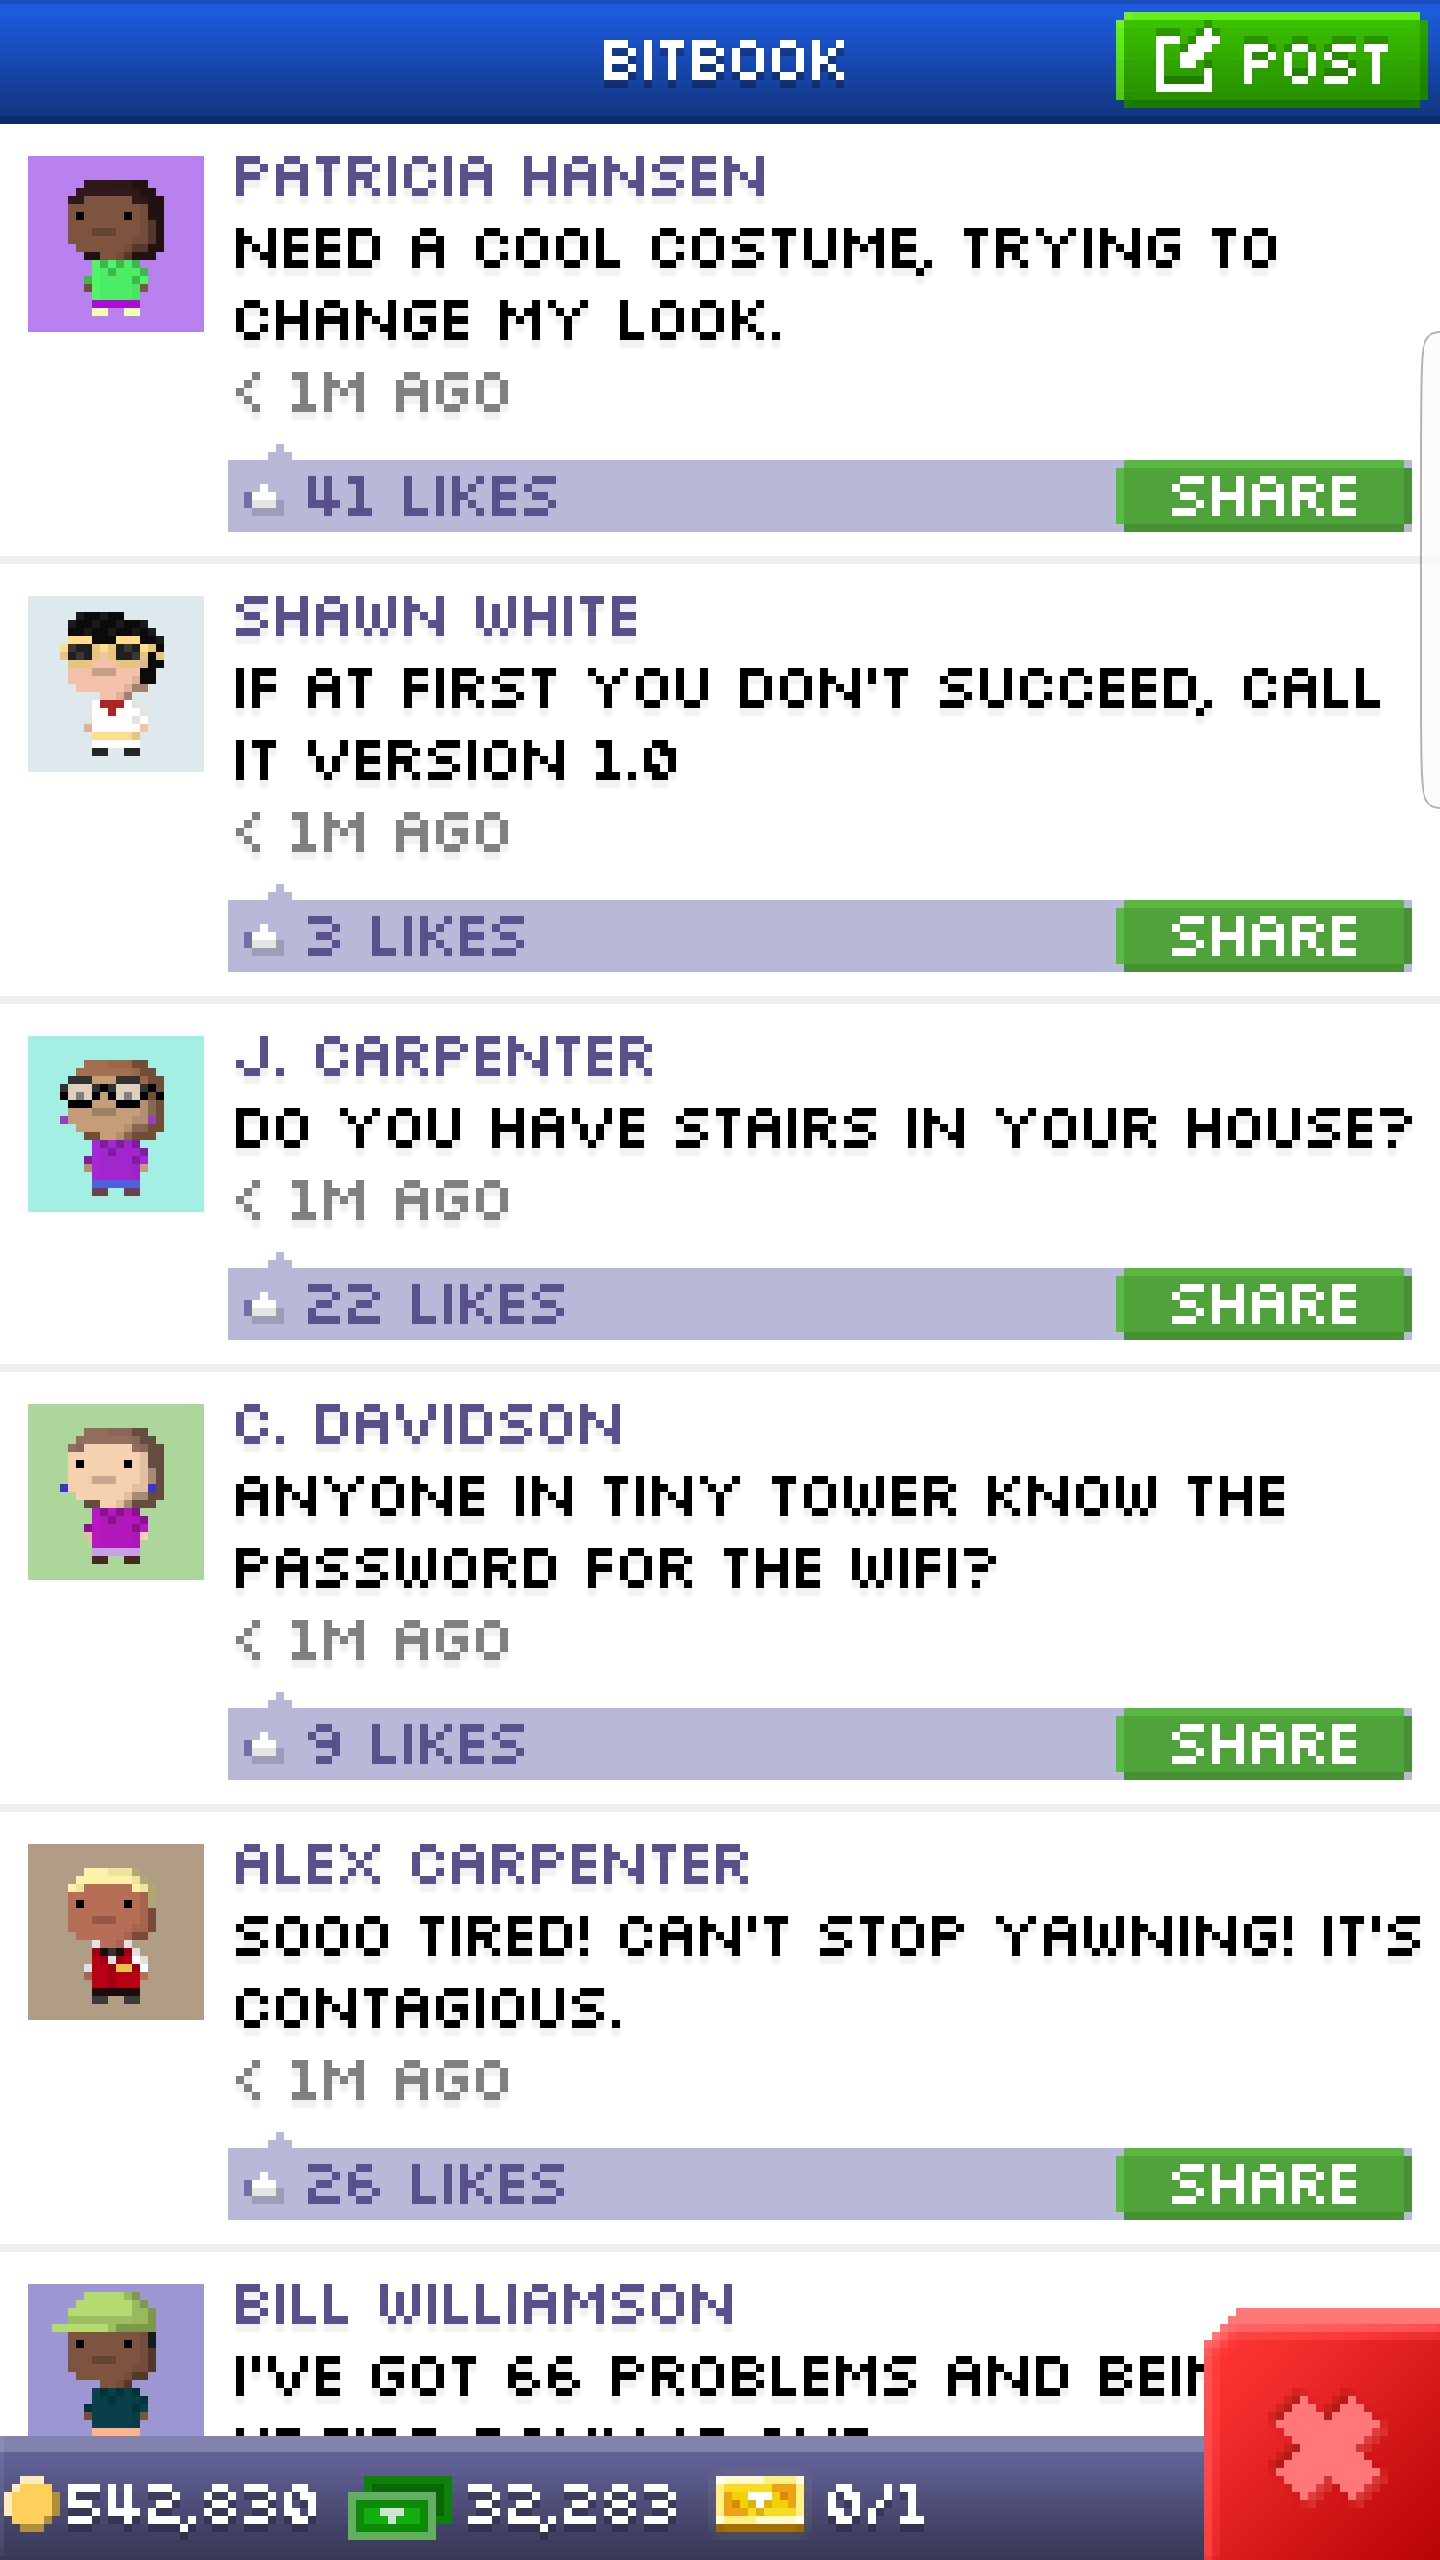 BITBOOK
POST
PATRICIA HANSEN
NEED A COOL COSTUME, TRYING TO
CHANGE MY LOOK.
< 1M AGO
41 LIKES
SHARE
SHAWN WHITE
IF AT FIRST YOU DON'T SUCCEED, CALL
IT VERSION 1.0
< 1M AGO
3 LIKES
SHARE
J. CARPENTER
DO YOU HAVE STAIRS IN YOUR HOUSE?
< 1M AGO
22 LIKES
SHARE
C. DAVIDSON
ANYONE IN TINY TOWER KNOW THE
PASSWORD FOR THE WIFI?
< 1M AGO
9 LIKES
SHARE
ALEX CARPENTER
SOOO TIRED! CAN'T STOP YAWNING! IT'S
CONTAGIOUS.
< 1M AGO
26 LIKES
SHARE
BILL WILLIAMSON
I'VE GOT 66 PROBLEMS AND
542,830
32,283
0/1